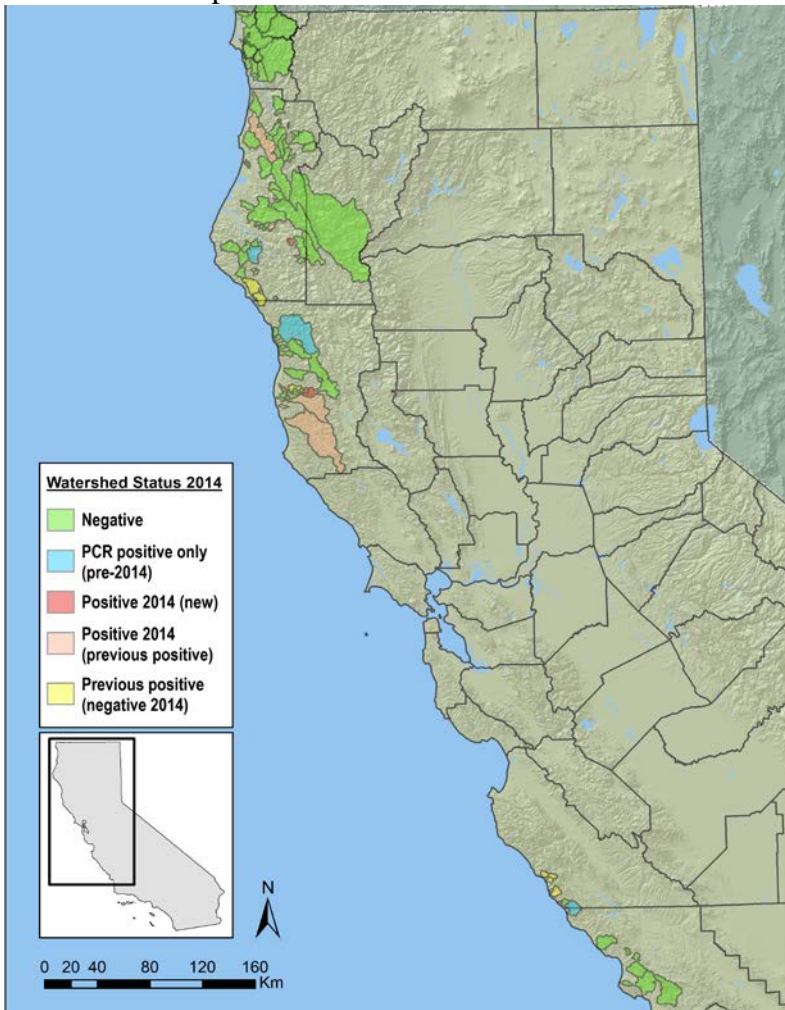 Watershed Status 2014
Negative
PCR positive only
(pre-2014)
Positive 2014 (new)
Positive 2014
(previous positive)
Previous positive
(negative 2014)
N
0 20 40 80 120 160
Km